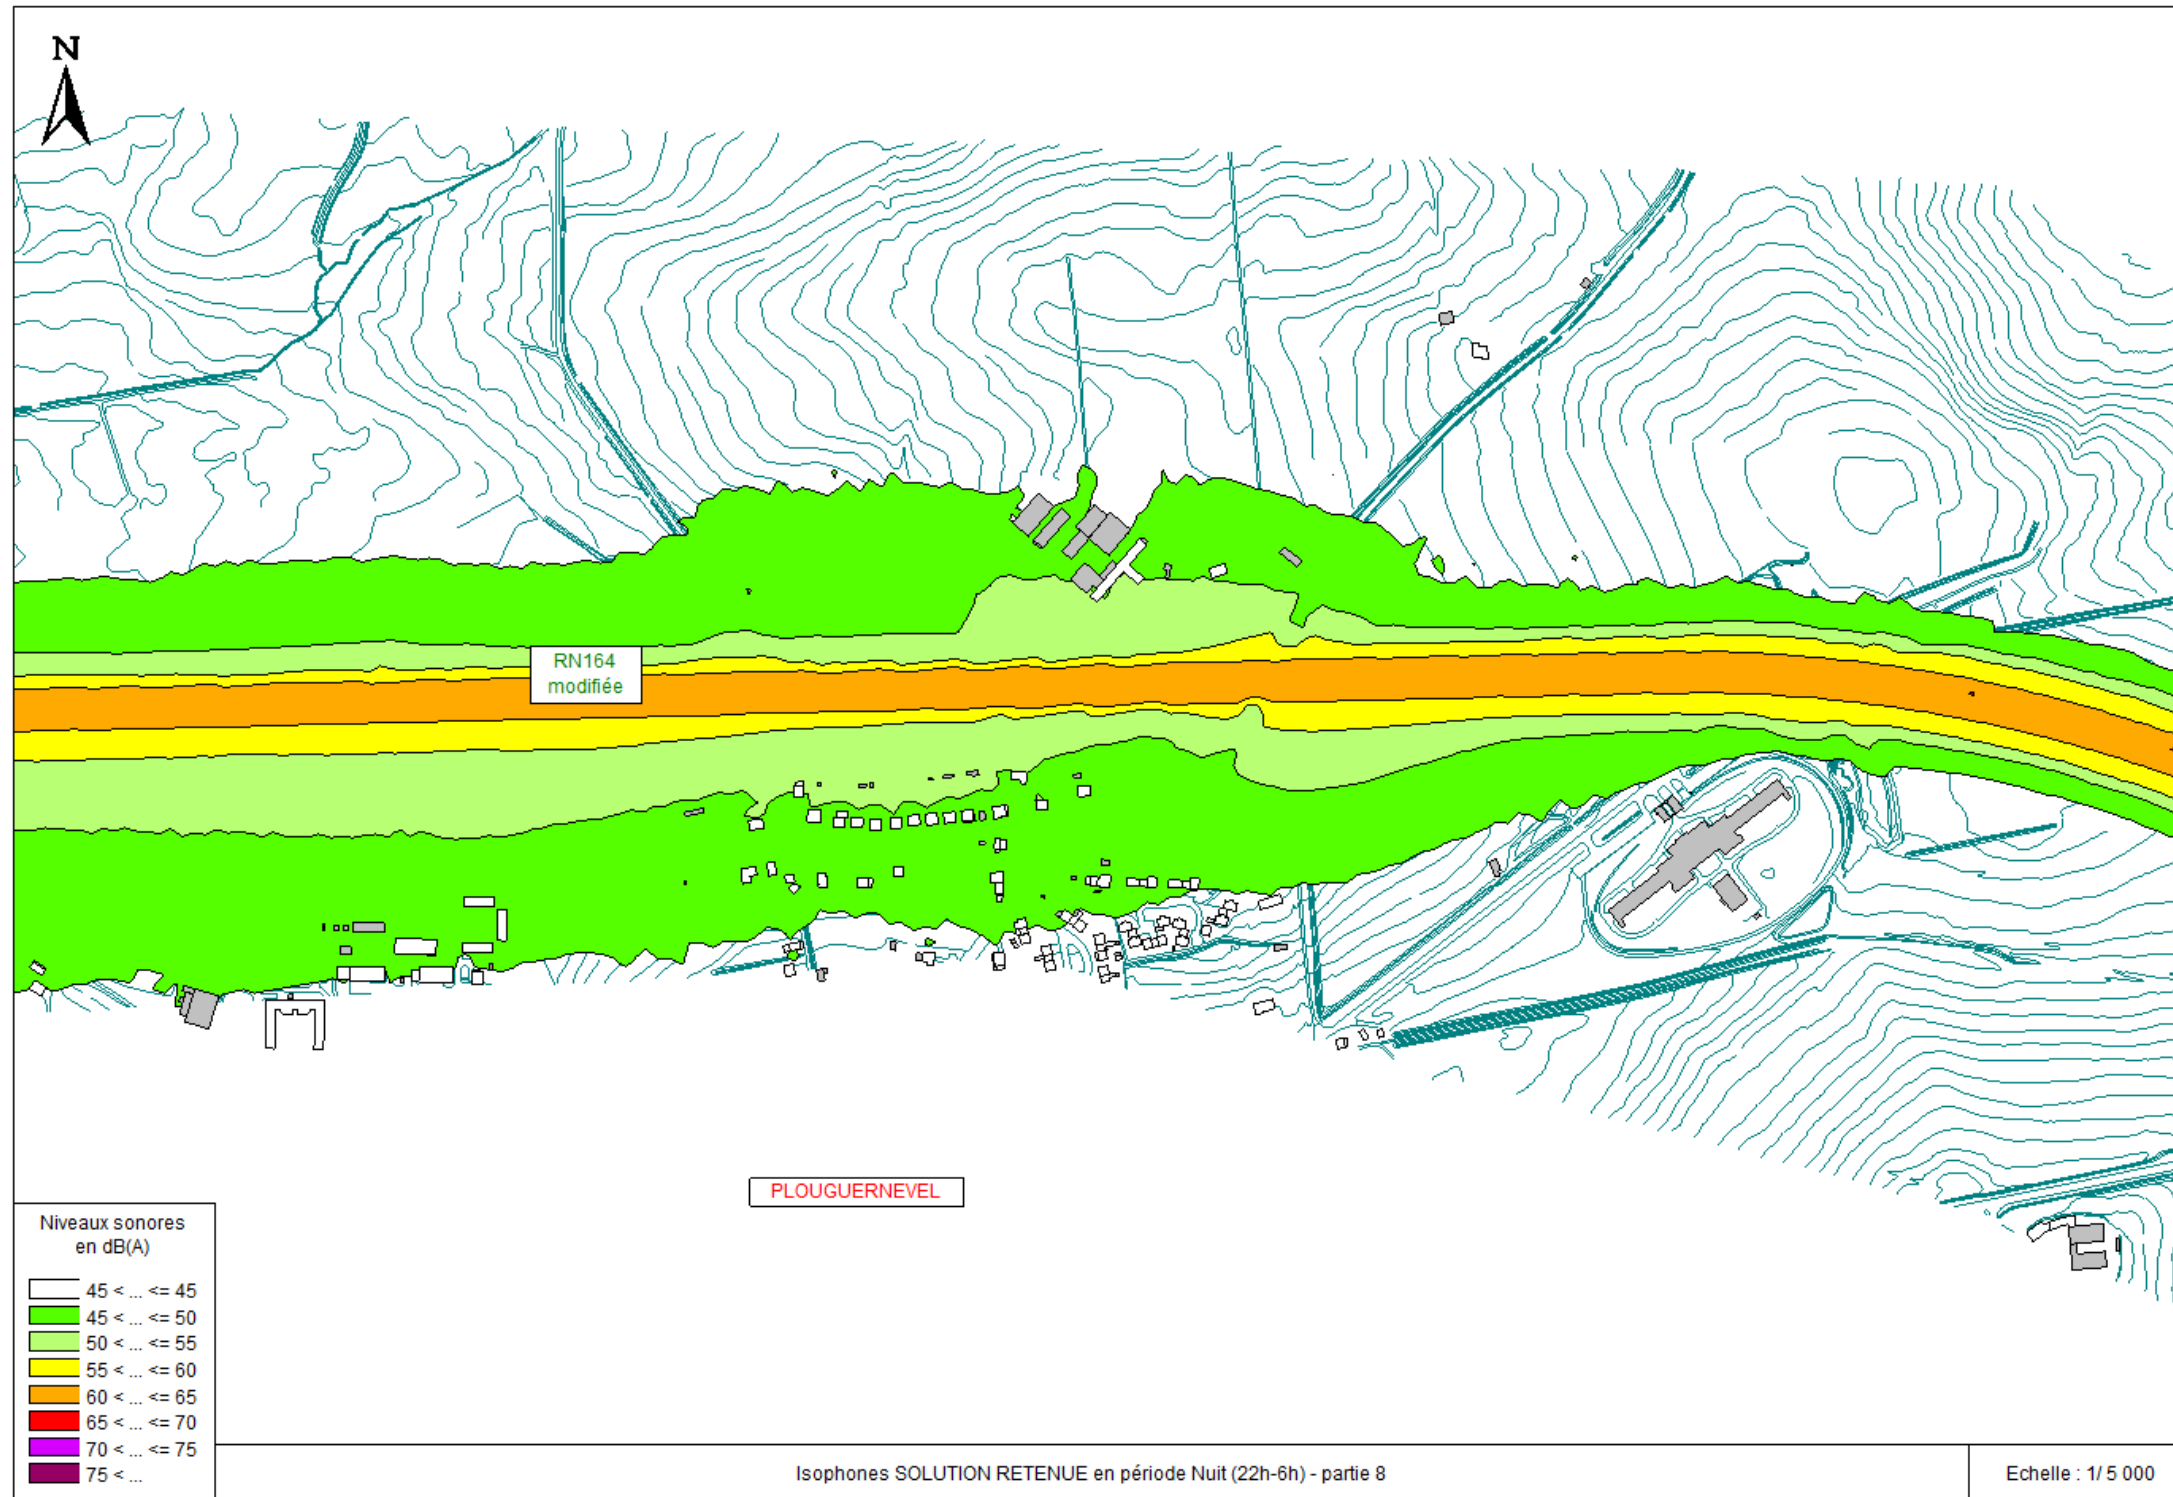 N
RN164
modifiée
PLOUGUERNEVEL
Niveaux sonores
en dB(A)
45 < ... <= 45
45 < ... <= 50
50 < ... <= 55
55 < ... <= 60
60 < ... <= 65
65 < ... <= 70
70 < ... <= 75
75 < ...
Isophones SOLUTION RETENUE en période Nuit (22h-6h) - partie 8
Echelle : 1/ 5 000